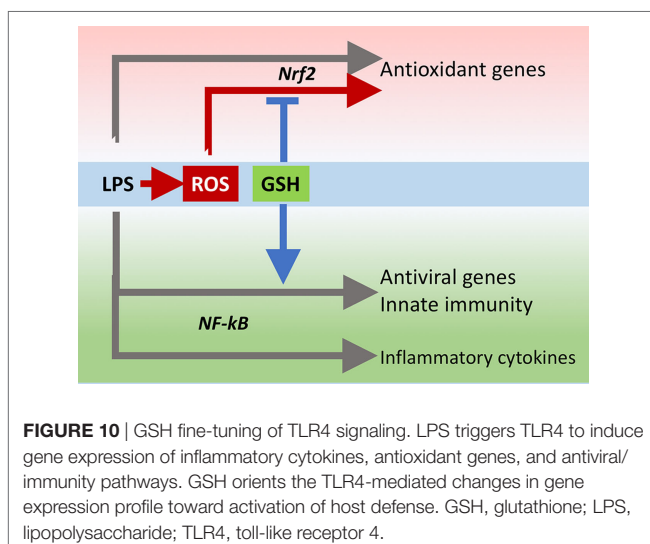 Nrf2
Antioxidant genes
LPS
ROS
GSH
Antiviral genes
Innate immunity
NF-kB
Inflammatory cytokines
FIGURE 10 | GSH fine-tuning of TLR4 signaling. LPS triggers TLR4 to induce
gene expression of inflammatory cytokines, antioxidant genes, and antiviral/
immunity pathways. GSH orients the TLR4-mediated changes in gene
expression profile toward activation of host defense. GSH, glutathione; LPS,
lipopolysaccharide; TLR4, toll-like receptor 4.